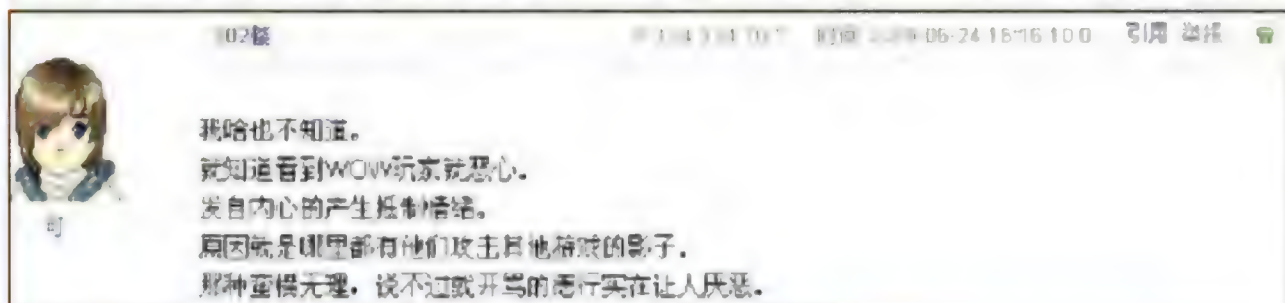 102楼 06-24 引用 举报
我啥也不知道。
就知道看到WOW玩家就恶心。
发自内心的产生抵制情绪。
原因就是哪里都有他们攻击其他游戏的影子。
那种蛮横无理，说不过就开骂的恶行实在让人厌恶。